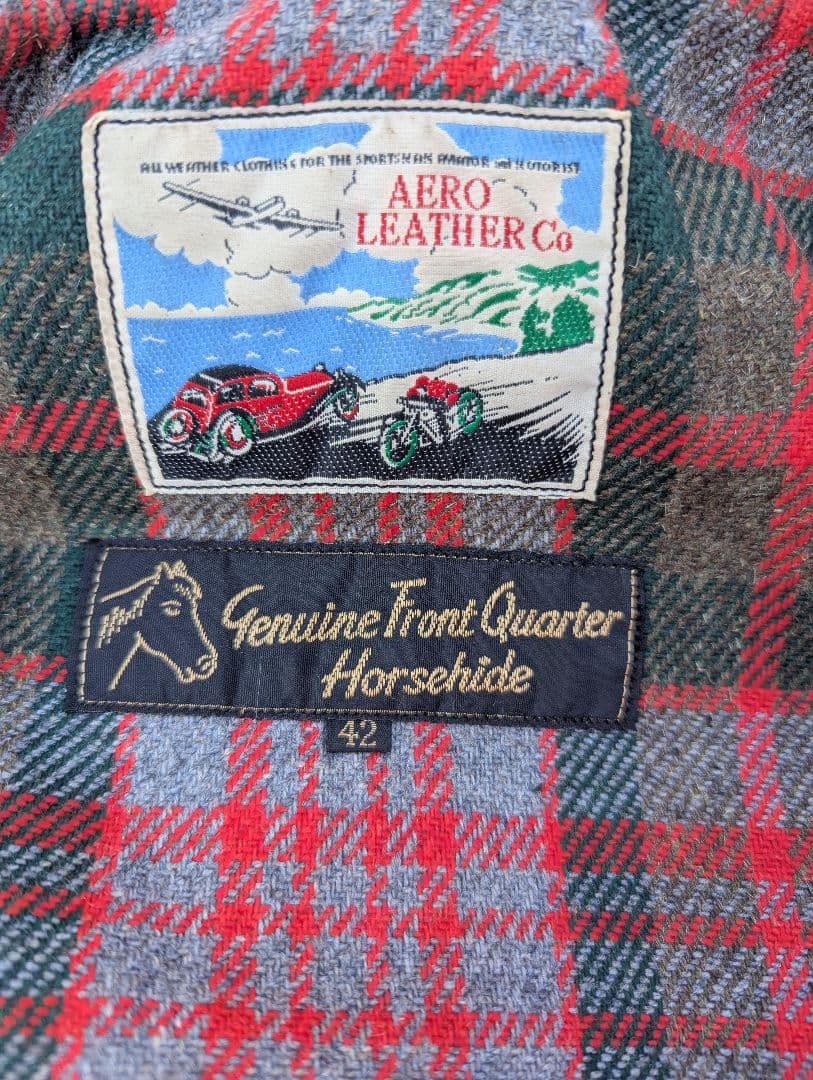 ALL WEATHER CLOTHING FOR THE SPORTSMAN AVIATOR and MOTORIST
AERO
LEATHER Co
Genuine Front Quarter
Horsehide
42